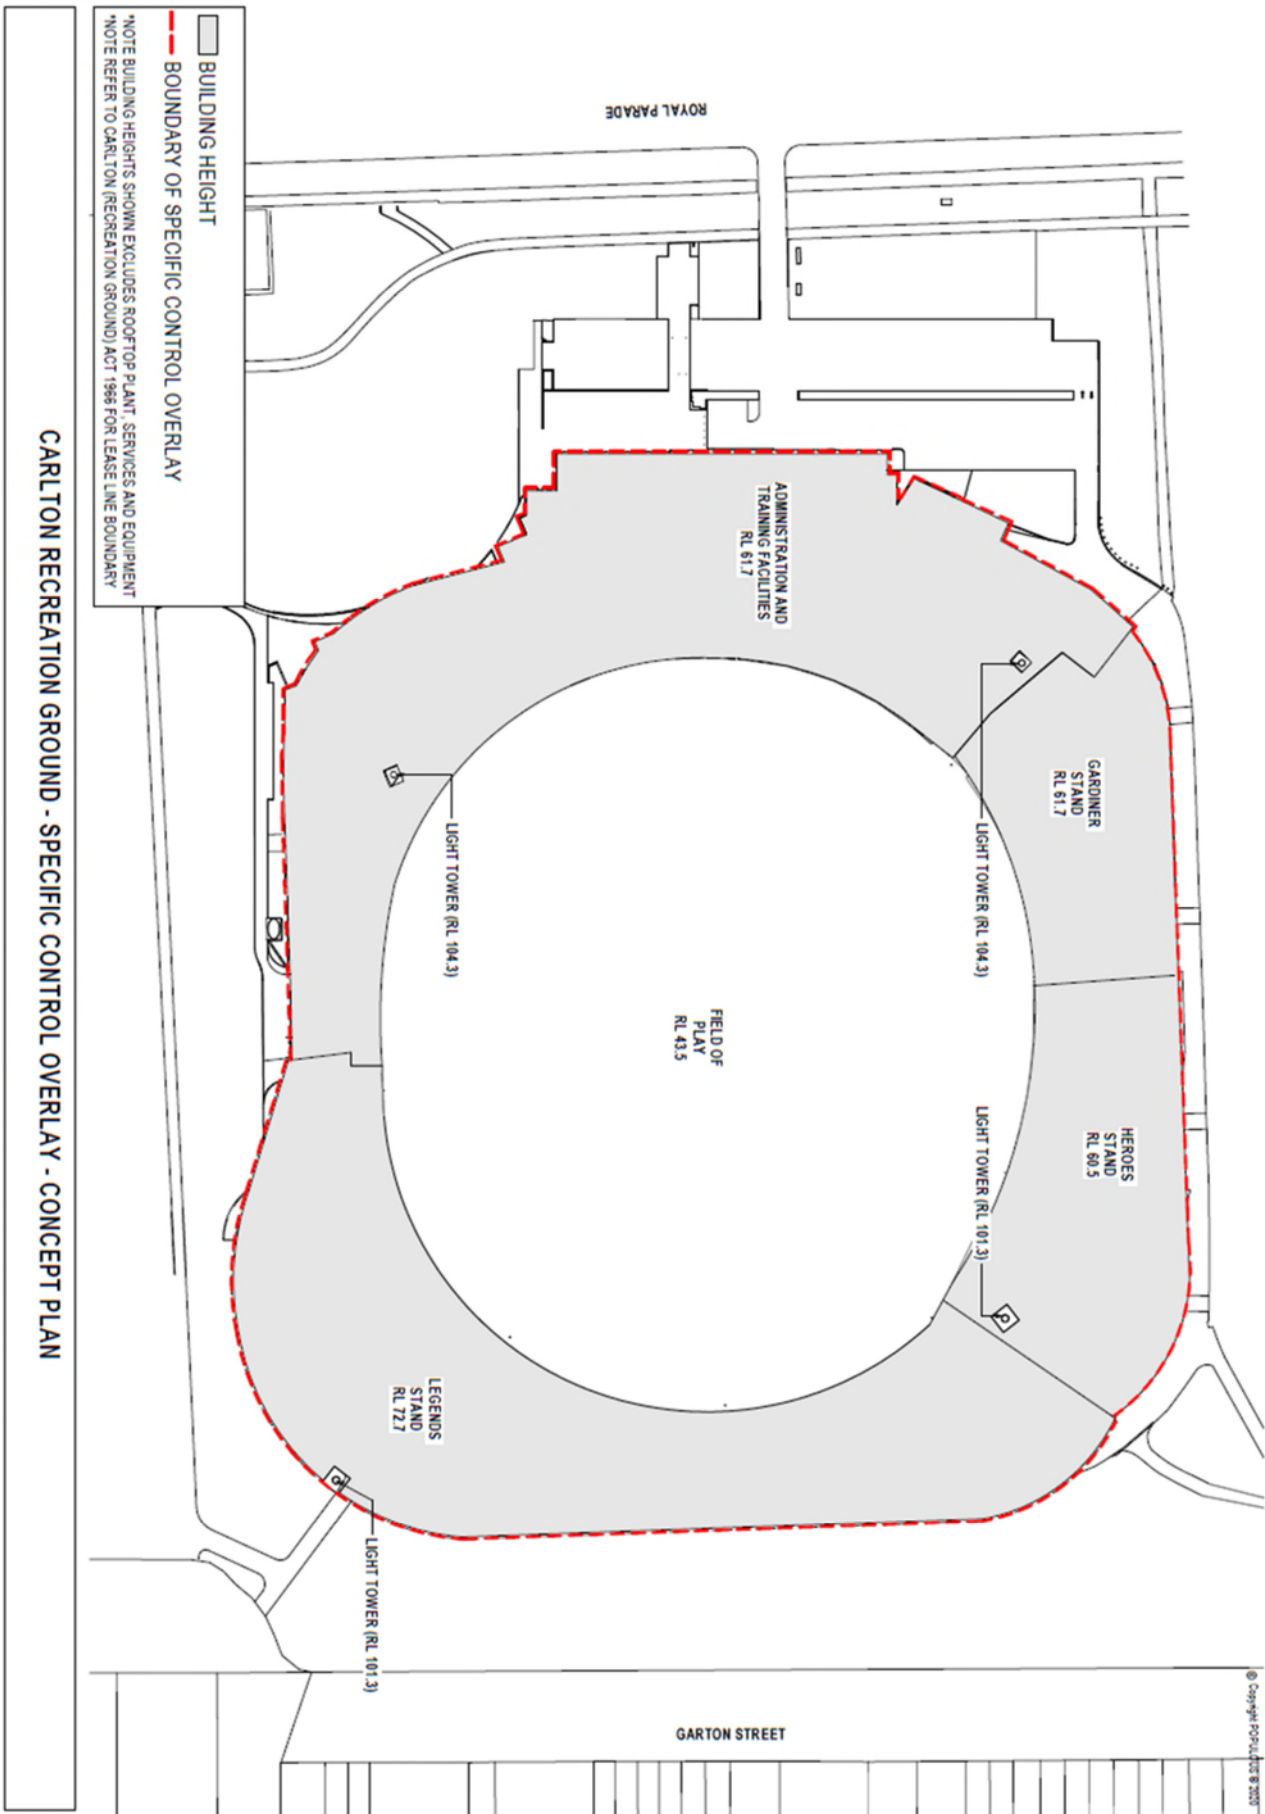 CARLTON RECREATION GROUND - SPECIFIC CONTROL OVERLAY - CONCEPT PLAN
BUILDING HEIGHT
BOUNDARY OF SPECIFIC CONTROL OVERLAY
*NOTE BUILDING HEIGHTS SHOWN EXCLUDES ROOFTOP PLANT, SERVICES AND EQUIPMENT
*NOTE REFER TO CARLTON (RECREATION GROUND) ACT 1966 FOR LEASE LINE BOUNDARY
ROYAL PARADE
ADMINISTRATION AND
TRAINING FACILITIES
RL 61.7
GARDINER
STAND
RL 61.7
LIGHT TOWER (RL 104.3)
LIGHT TOWER (RL 104.3)
FIELD OF
PLAY
RL 43.5
HEROES
STAND
RL 60.5
LIGHT TOWER (RL 101.3)
LEGENDS
STAND
RL 72.7
LIGHT TOWER (RL 101.3)
GARTON STREET
© Copyright POPULOUS ® 2020